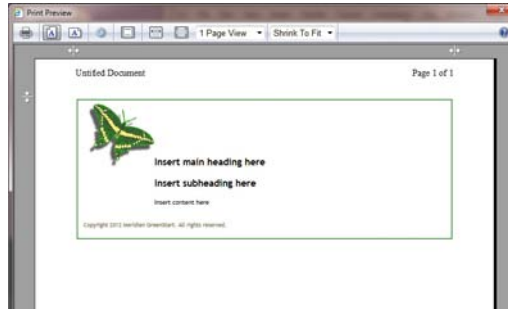 Print Preview
1 Page View
Shrink To Fit
Untitled Document
Page 1 of 1
Insert main heading here
Insert subheading here
Insert content here
Copyright 2012 Meridian GreenStart. All rights reserved.